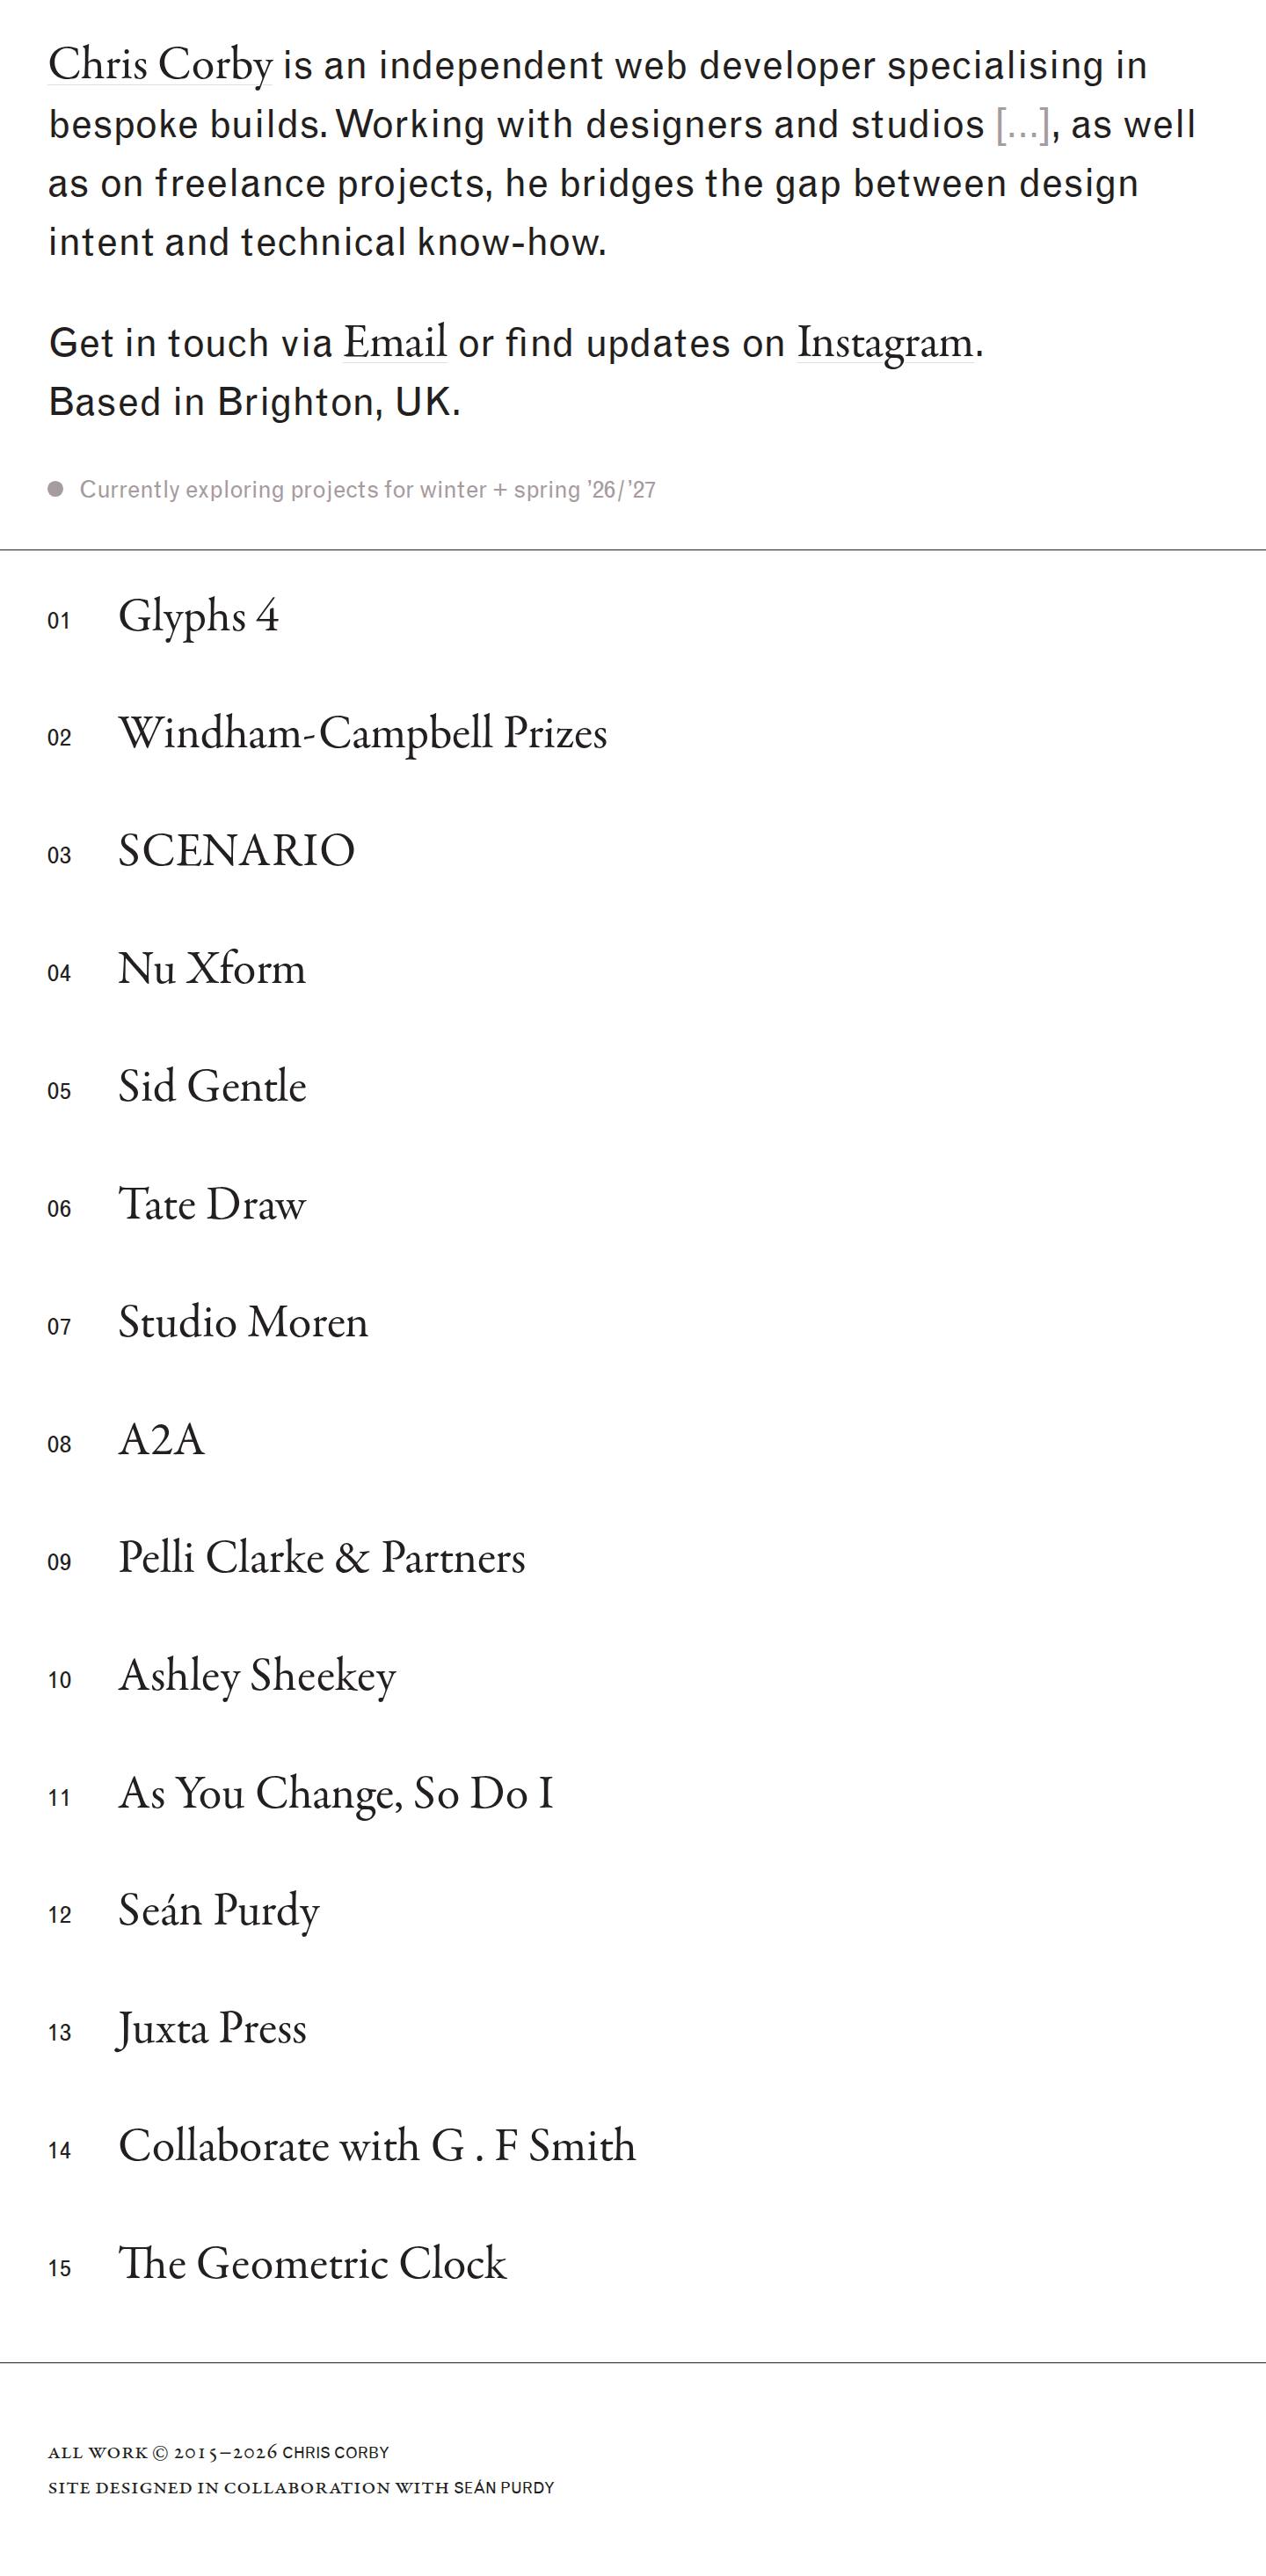 Chris Corby is an independent web developer specialising in
bespoke builds. Working with designers and studios [...], as well
as on freelance projects, he bridges the gap between design
intent and technical know-how.
Get in touch via Email or find updates on Instagram.
Based in Brighton, UK.
Currently exploring projects for winter + spring ’26/’27
01 Glyphs 4
02 Windham-Campbell Prizes
03 SCENARIO
04 Nu Xform
05 Sid Gentle
06 Tate Draw
07 Studio Moren
08 A2A
09 Pelli Clarke & Partners
10 Ashley Sheekey
11 As You Change, So Do I
12 Seán Purdy
13 Juxta Press
14 Collaborate with G . F Smith
15 The Geometric Clock
ALL WORK © 2015–2026 CHRIS CORBY
SITE DESIGNED IN COLLABORATION WITH SEÁN PURDY